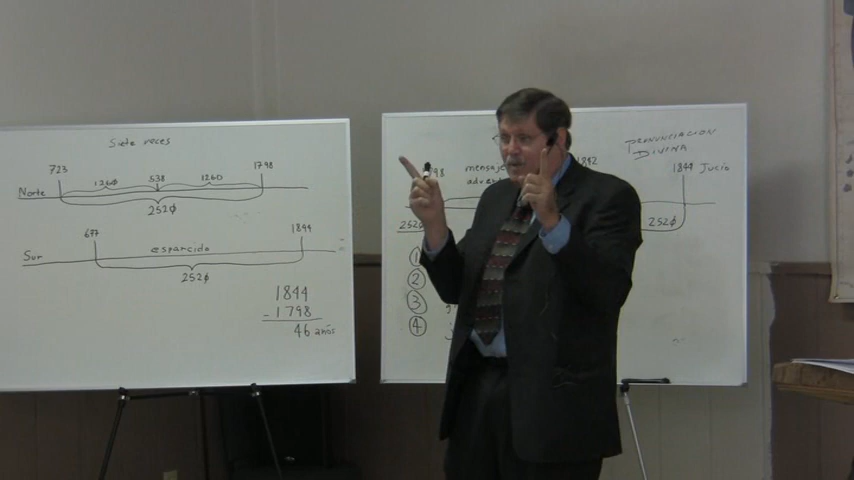 Siete veces
723
538
1798
1260
1260
Norte
2520
677
esparcido
1844
Sur
2520
1844
- 1798
46 años
98
mensaje
1842
PRONUNCIACION
DIVINA
1844 Juicio
2520
2520
1
2
3
4